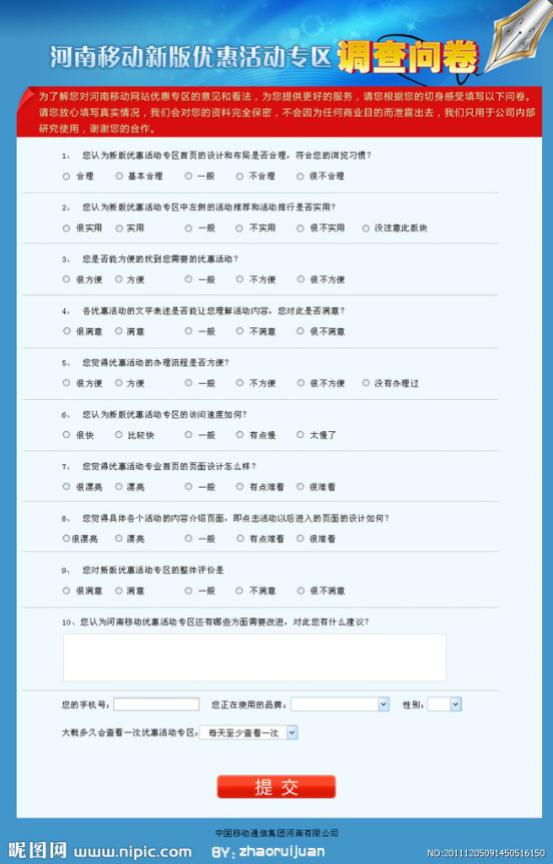 河南移动新版优惠活动专区 调查问卷
为了解您对河南移动网站优惠专区的意见和看法，为您提供更好的服务，请您根据您的切身感受填写以下问卷。
请您放心填写真实情况，我们会对您的资料完全保密，不会因为任何商业目的而泄露出去，我们只用于公司内部
研究使用，谢谢您的合作。
1、 您认为新版优惠活动专区首页的设计和布局是否合理，符合您的浏览习惯？
合理 基本合理 一般 不合理 很不合理
2、 您认为新版优惠活动专区中左侧的活动推荐和活动排行是否实用？
很实用 实用 一般 不实用 很不实用 没注意此版块
3、 您是否能方便的找到您需要的优惠活动？
很方便 方便 一般 不方便 很不方便
4、 各优惠活动的文字表述是否能让您理解活动内容，您对此是否满意？
很满意 满意 一般 不满意 很不满意
5、 您觉得优惠活动的办理流程是否方便？
很方便 方便 一般 不方便 很不方便 没有办理过
6、 您认为新版优惠活动专区的访问速度如何？
很快 比较快 一般 有点慢 太慢了
7、 您觉得优惠活动专业首页的页面设计怎么样？
很漂亮 漂亮 一般 有点难看 很难看
8、 您觉得具体各个活动的内容介绍页面，即点击活动以后进入的页面的设计如何？
很漂亮 漂亮 一般 有点难看 很难看
9、 您对新版优惠活动专区的整体评价是
很满意 满意 一般 不满意 很不满意
10、您认为河南移动优惠活动专区还有哪些方面需要改进，对此您有什么建议？
您的手机号： 您正在使用的品牌： 性别：
大概多久会查看一次优惠活动专区： 每天至少查看一次
提 交
中国移动通信集团河南有限公司
昵图网 www.nipic.com BY：zhaoruijuan NO:20111205091450516150